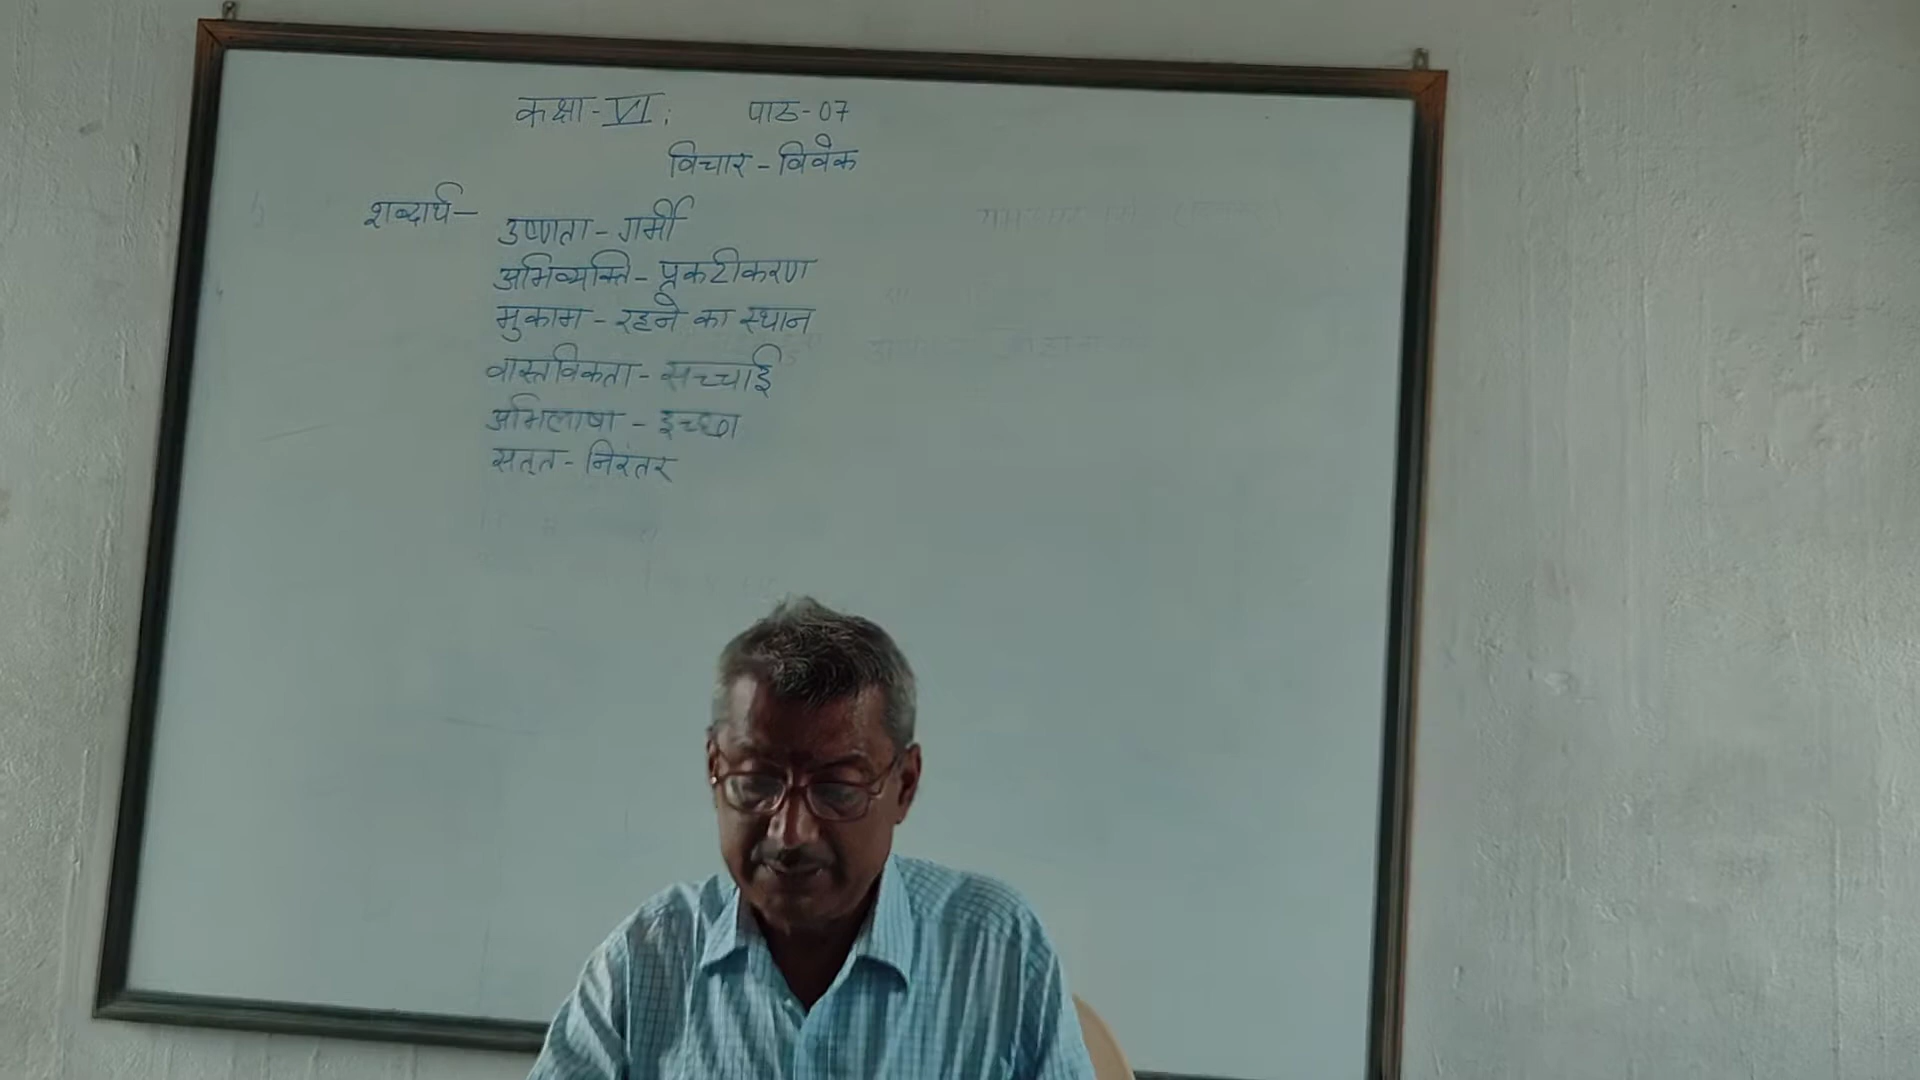 कक्षा-VI: पाठ-07
विचार-विवेक
शब्दार्थ-
उष्णता-गर्मी
अभिव्यक्ति-प्रकटीकरण
मुकाम-रहने का स्थान
वास्तविकता-सच्चाई
अभिलाषा-इच्छा
सतत-निरंतर